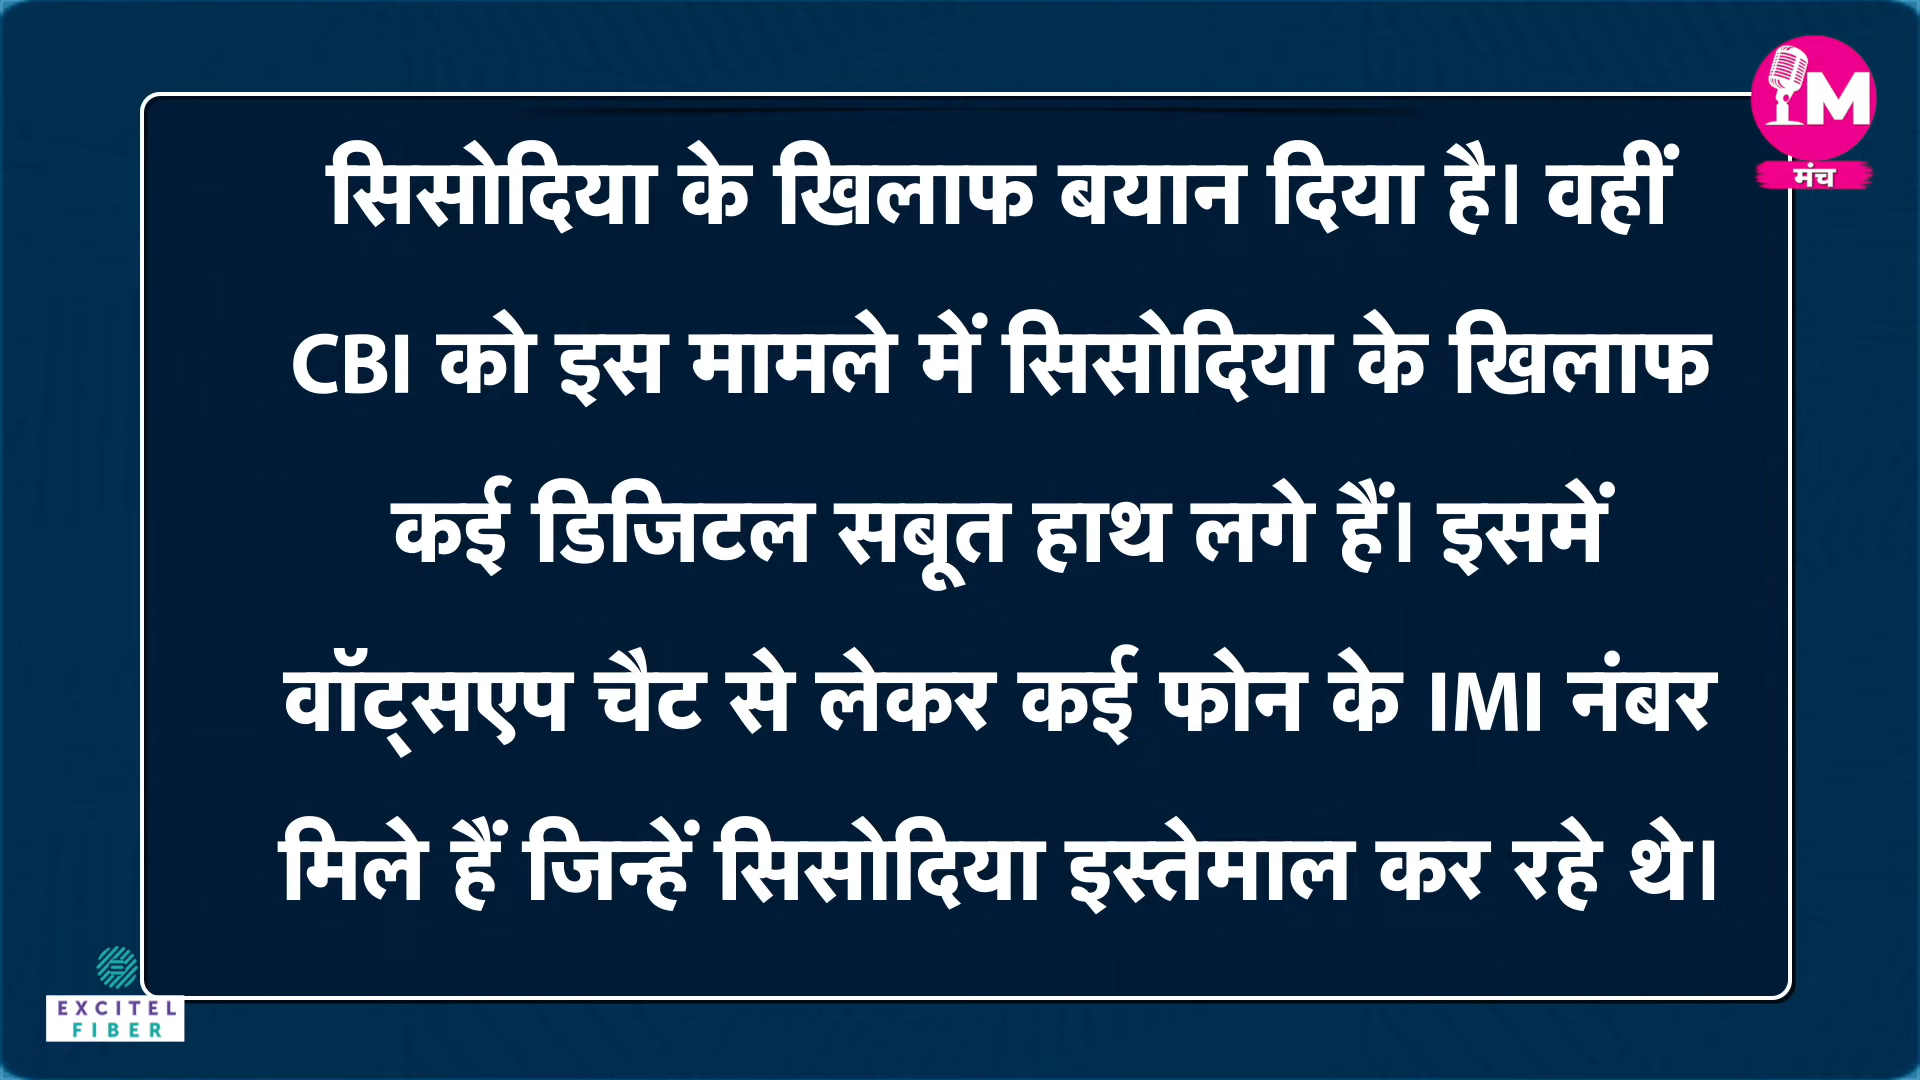 M
मंच
सिसोदिया के खिलाफ बयान दिया है। वहीं
CBI को इस मामले में सिसोदिया के खिलाफ
कई डिजिटल सबूत हाथ लगे हैं। इसमें
वॉट्सएप चैट से लेकर कई फोन के IMI नंबर
मिले हैं जिन्हें सिसोदिया इस्तेमाल कर रहे थे।
EXCITEL
FIBER